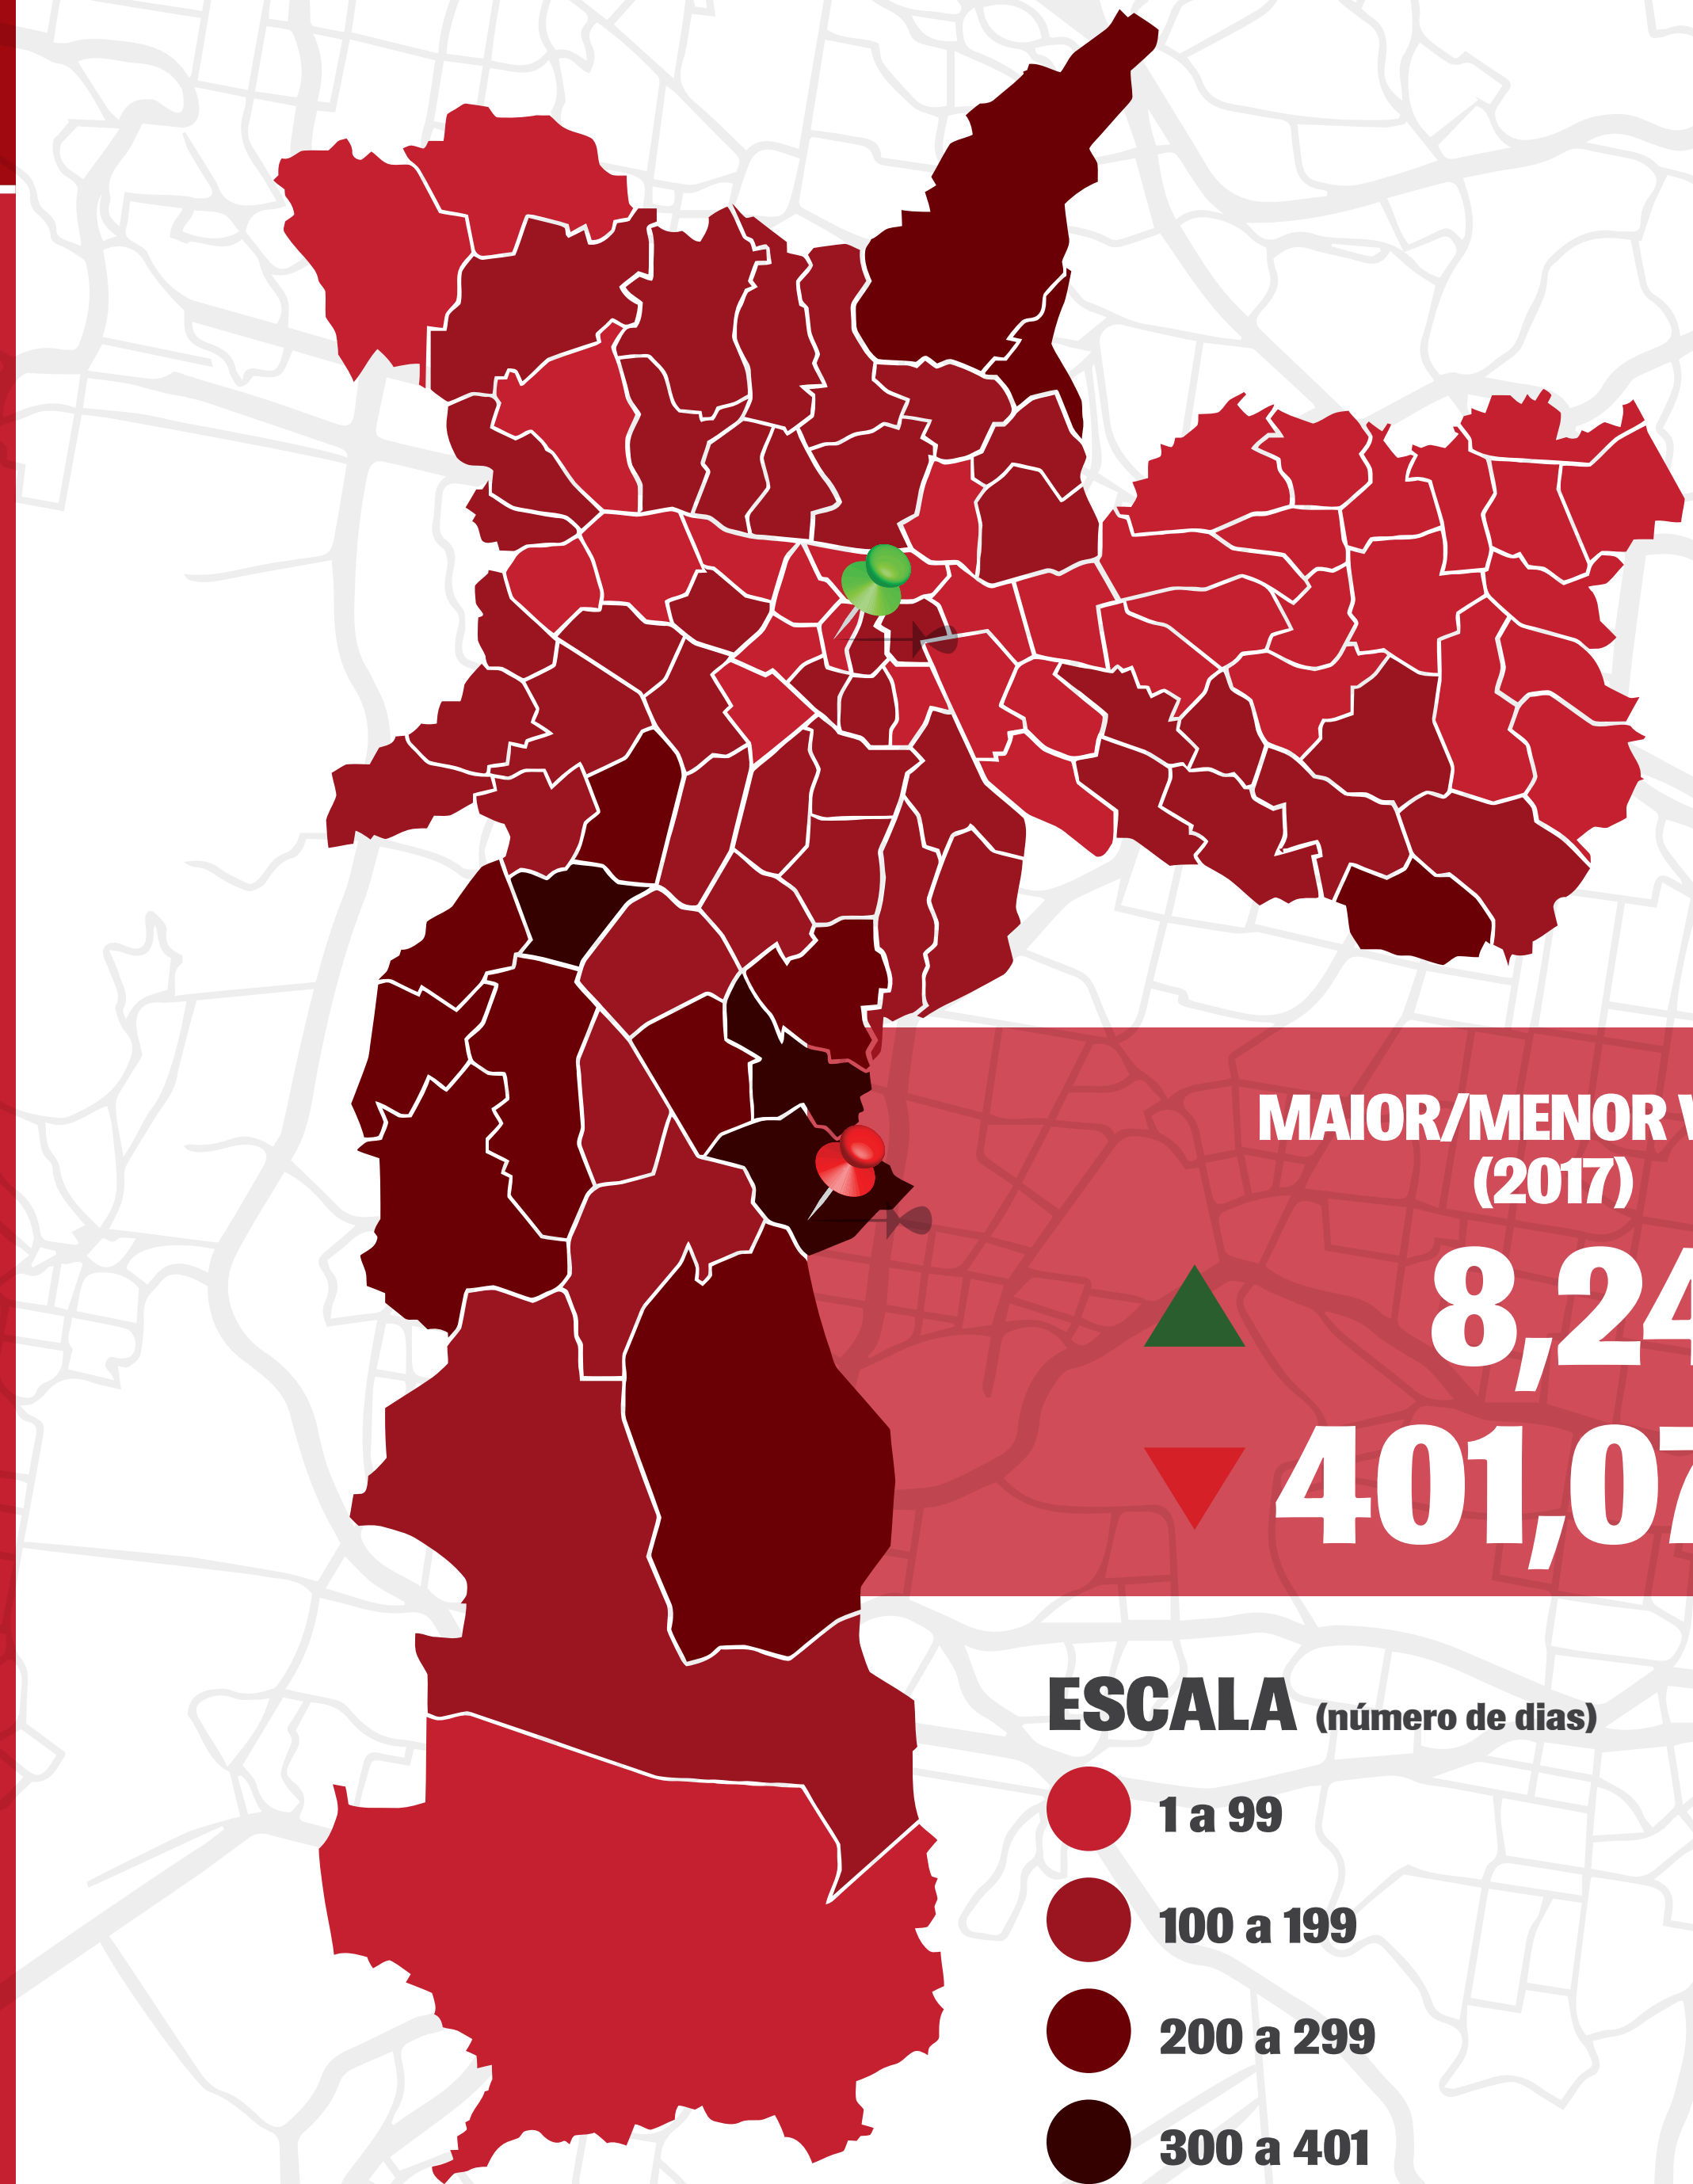 MAIOR/MENOR V
(2017)
8,24
401,07
ESCALA (número de dias)
1 a 99
100 a 199
200 a 299
300 a 401